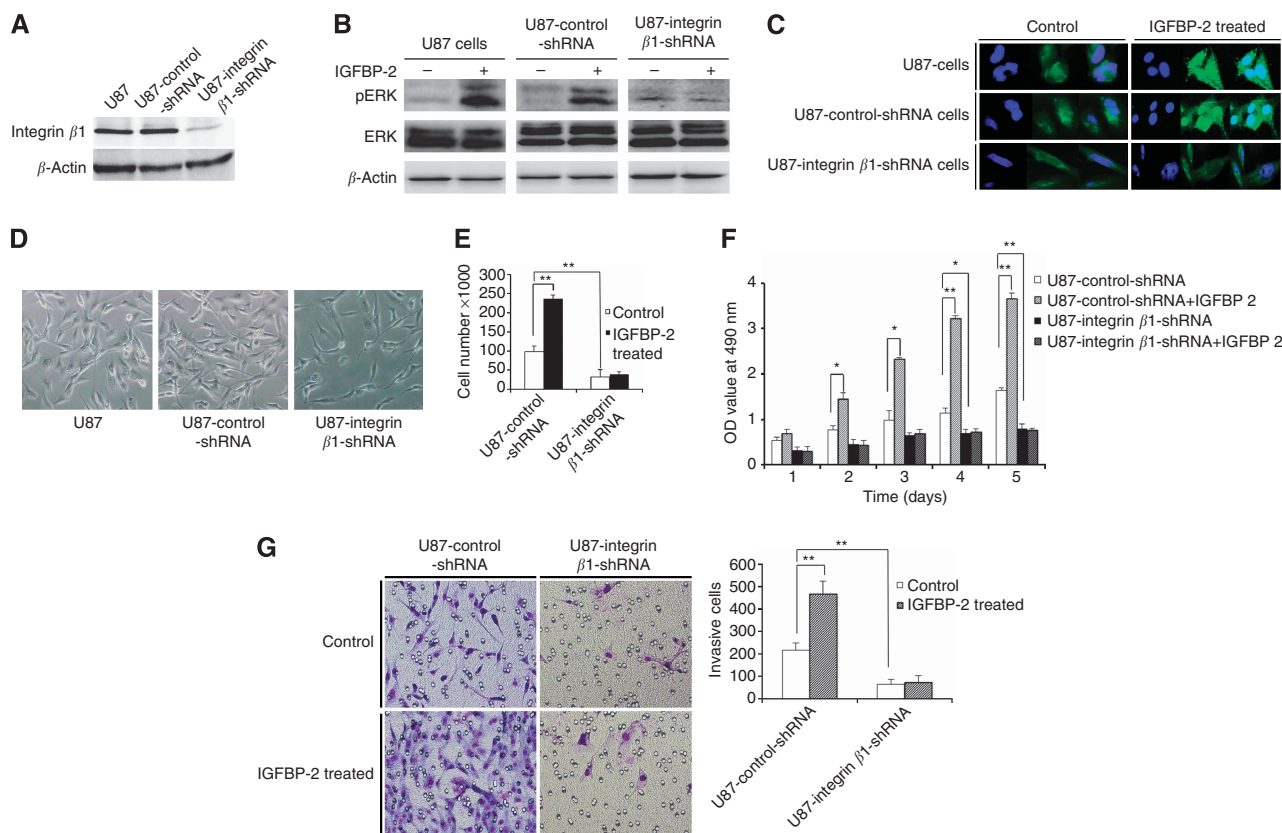 A
U87
U87-control
-shRNA
U87-integrin
β1-shRNA
Integrin β1
β-Actin
B
U87 cells
U87-control
-shRNA
U87-integrin
β1-shRNA
IGFBP-2
– + – + – +
pERK
ERK
β-Actin
C
Control
IGFBP-2 treated
U87-cells
U87-control-shRNA cells
U87-integrin β1-shRNA cells
D
U87
U87-control
-shRNA
U87-integrin
β1-shRNA
E
Cell number ×1000
300
250
200
150
100
50
0
**
**
Control
IGFBP-2
treated
U87-control
-shRNA
U87-integrin
β1-shRNA
F
OD value at 490 nm
4
3
2
1
0
*
*
**
*
**
**
1 2 3 4 5
Time (days)
U87-control-shRNA
U87-control-shRNA+IGFBP 2
U87-integrin β1-shRNA
U87-integrin β1-shRNA+IGFBP 2
G
U87-control
-shRNA
U87-integrin
β1-shRNA
Control
IGFBP-2 treated
Invasive cells
600
500
400
300
200
100
0
**
**
Control
IGFBP-2 treated
U87-control-shRNA
U87-integrin β1-shRNA